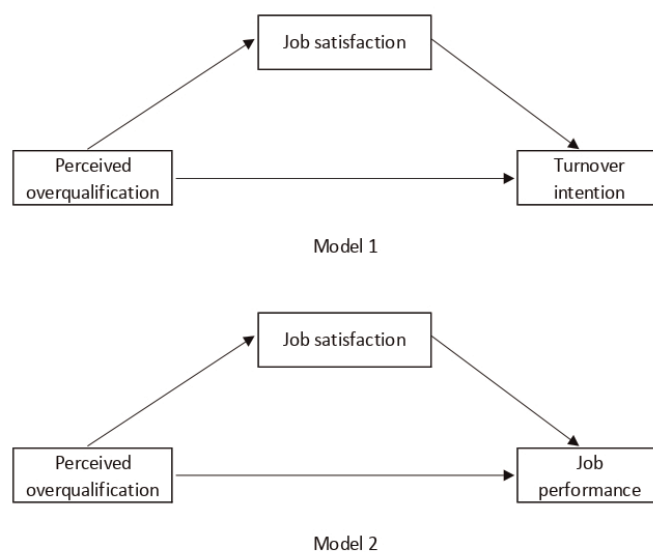 Job satisfaction
Perceived
overqualification
Turnover
intention
Model 1
Job satisfaction
Perceived
overqualification
Job
performance
Model 2